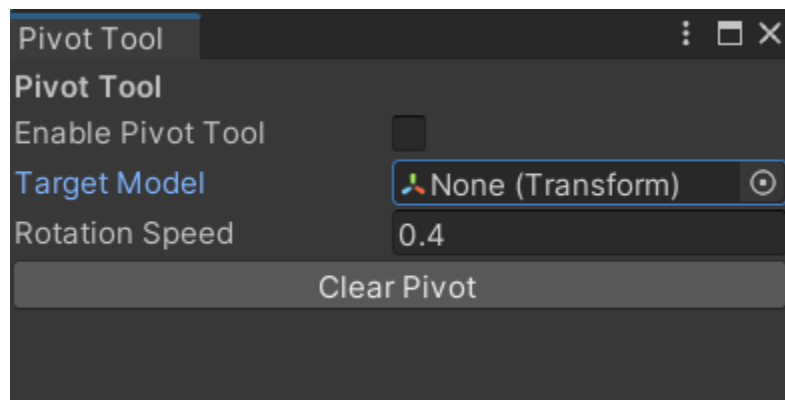 Pivot Tool
Pivot Tool
Enable Pivot Tool
Target Model None (Transform)
Rotation Speed 0.4
Clear Pivot